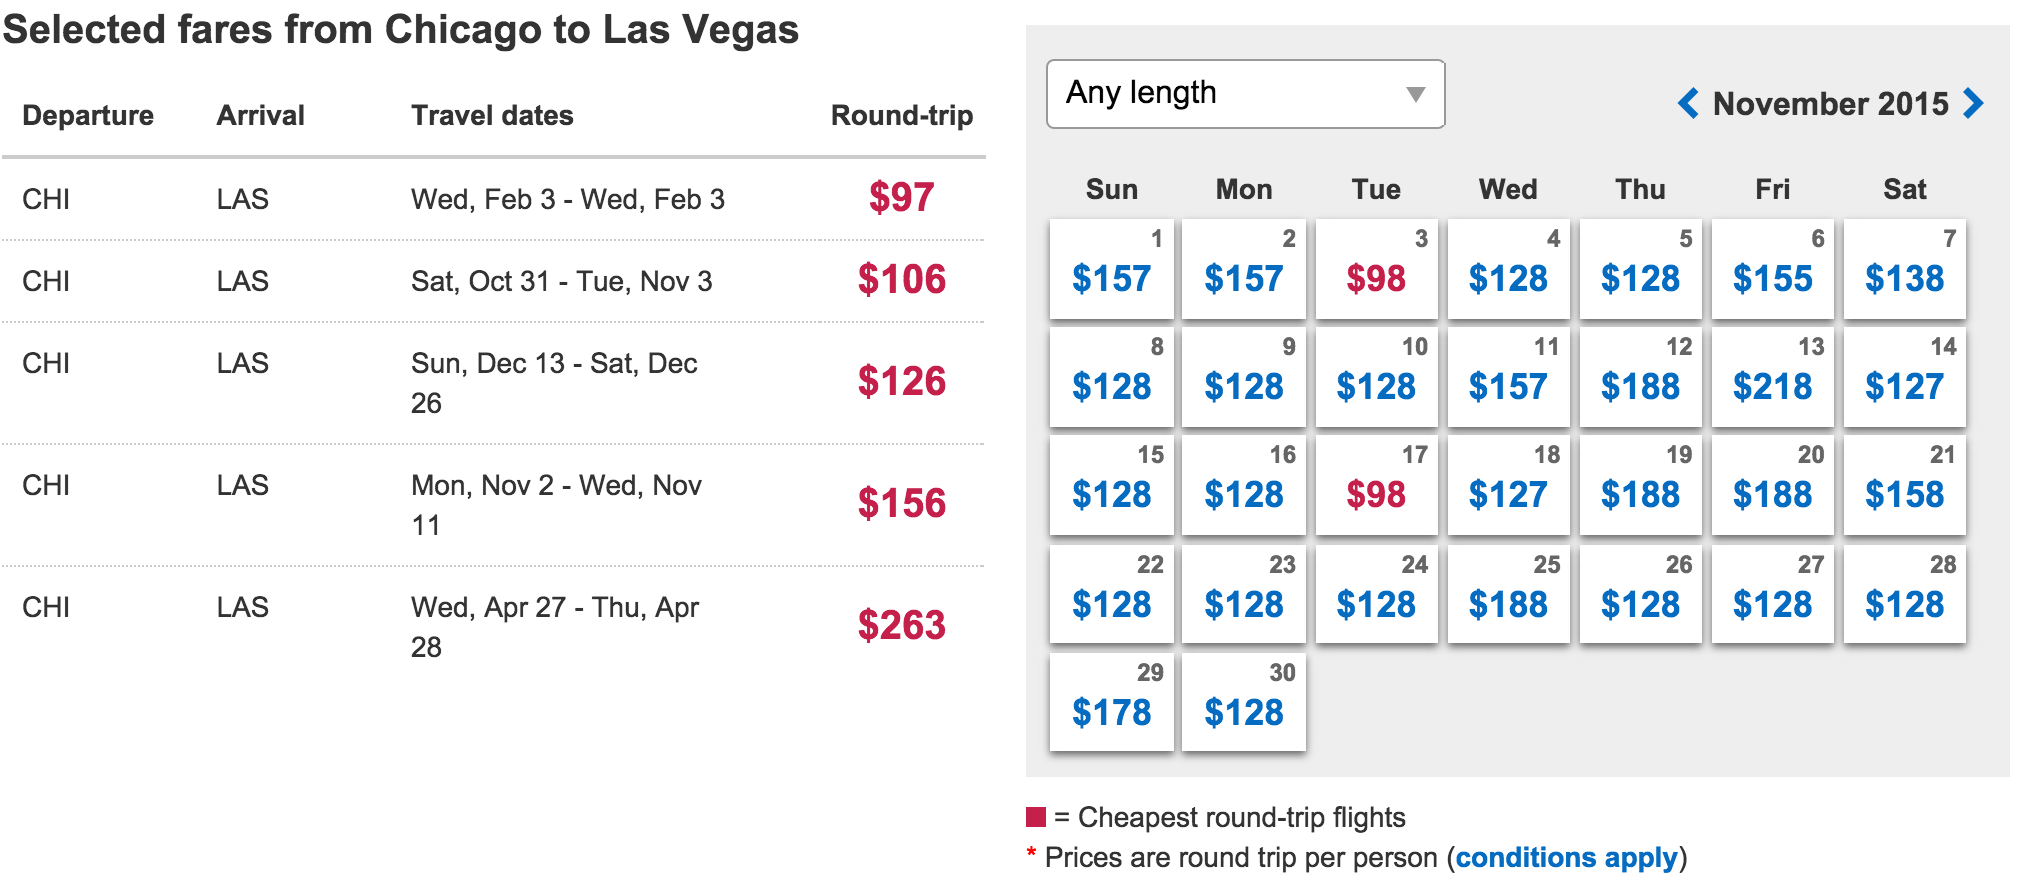 Selected fares from Chicago to Las Vegas
Departure Arrival Travel dates Round-trip
CHI LAS Wed, Feb 3 - Wed, Feb 3 $97
CHI LAS Sat, Oct 31 - Tue, Nov 3 $106
CHI LAS Sun, Dec 13 - Sat, Dec
26
$126
CHI LAS Mon, Nov 2 - Wed, Nov
11
$156
CHI LAS Wed, Apr 27 - Thu, Apr
28
$263
Any length
November 2015
Sun Mon Tue Wed Thu Fri Sat
1 2 3 4 5 6 7
$157 $157 $98 $128 $128 $155 $138
8 9 10 11 12 13 14
$128 $128 $128 $157 $188 $218 $127
15 16 17 18 19 20 21
$128 $128 $98 $127 $188 $188 $158
22 23 24 25 26 27 28
$128 $128 $128 $188 $128 $128 $128
29 30
$178 $128
= Cheapest round-trip flights
* Prices are round trip per person (conditions apply)